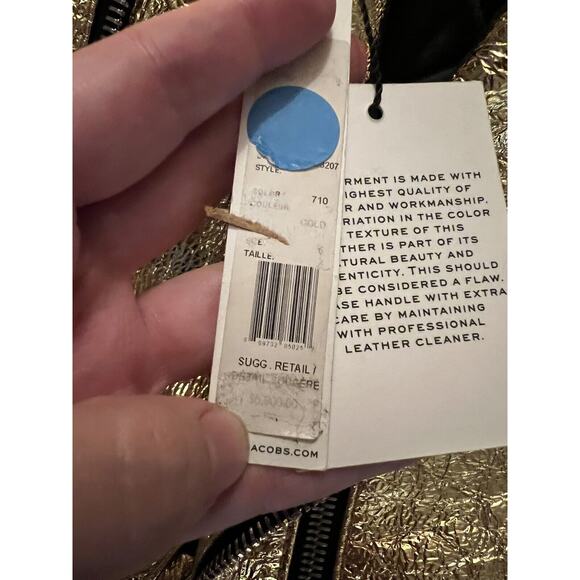 STYLE:
COLOR/
COULEUR
710
GOLD
TAILLE:
6
SUGG. RETAIL /
ACOBS.COM
RMENT IS MADE WITH
GHEST QUALITY OF
R AND WORKMANSHIP.
RIATION IN THE COLOR
TEXTURE OF THIS
THER IS PART OF ITS
TURAL BEAUTY AND
ENTICITY. THIS SHOULD
BE CONSIDERED A FLAW.
ASE HANDLE WITH EXTRA
CARE BY MAINTAINING
WITH PROFESSIONAL
LEATHER CLEANER.